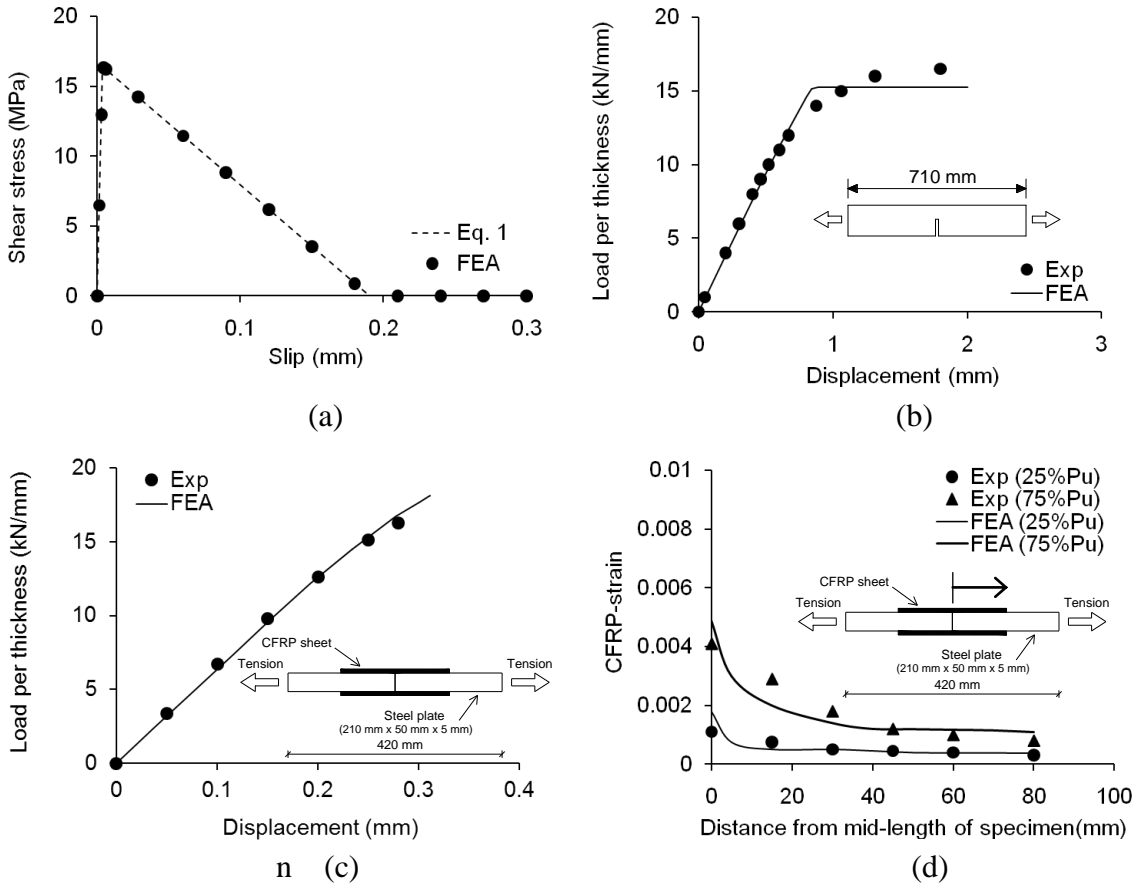 20
15
10
5
0
Shear stress (MPa)
0
0.1
0.2
0.3
Slip (mm)
Eq. 1
FEA
(a)
20
15
10
5
0
Load per thickness (kN/mm)
710 mm
Exp
FEA
0
1
2
3
Displacement (mm)
(b)
20
15
10
5
0
Load per thickness (kN/mm)
Exp
FEA
CFRP sheet
Tension
Tension
Steel plate
(210 mm x 50 mm x 5 mm)
420 mm
0
0.1
0.2
0.3
0.4
Displacement (mm)
n (c)
0.01
0.008
0.006
0.004
0.002
0
CFRP-strain
Exp (25%Pu)
Exp (75%Pu)
FEA (25%Pu)
FEA (75%Pu)
CFRP sheet
Tension
Tension
Steel plate
(210 mm x 50 mm x 5 mm)
420 mm
0
20
40
60
80
100
Distance from mid-length of specimen(mm)
(d)